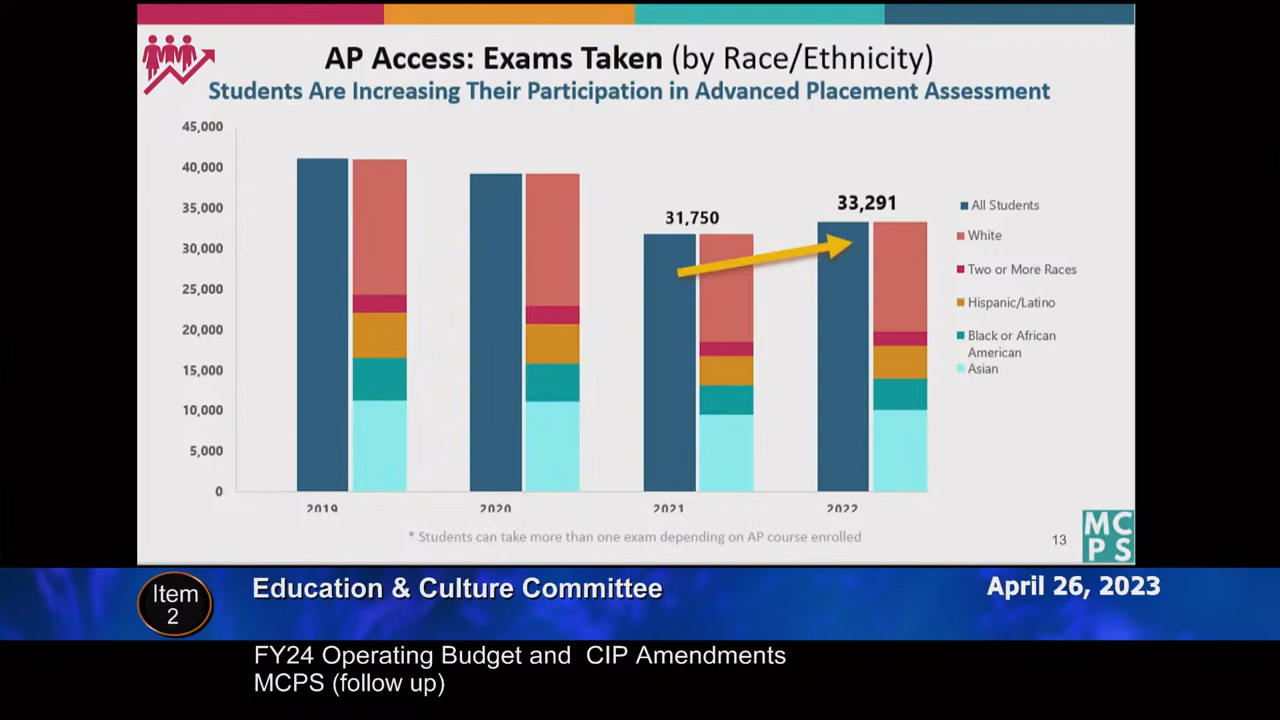 AP Access: Exams Taken (by Race/Ethnicity)
Students Are Increasing Their Participation in Advanced Placement Assessment
45,000
40,000
35,000
30,000
25,000
20,000
15,000
10,000
5,000
0
31,750
33,291
2019
2020
2021
2022
All Students
White
Two or More Races
Hispanic/Latino
Black or African
American
Asian
* Students can take more than one exam depending on AP course enrolled
13
MC
PS
Item
2
Education & Culture Committee
April 26, 2023
FY24 Operating Budget and CIP Amendments
MCPS (follow up)